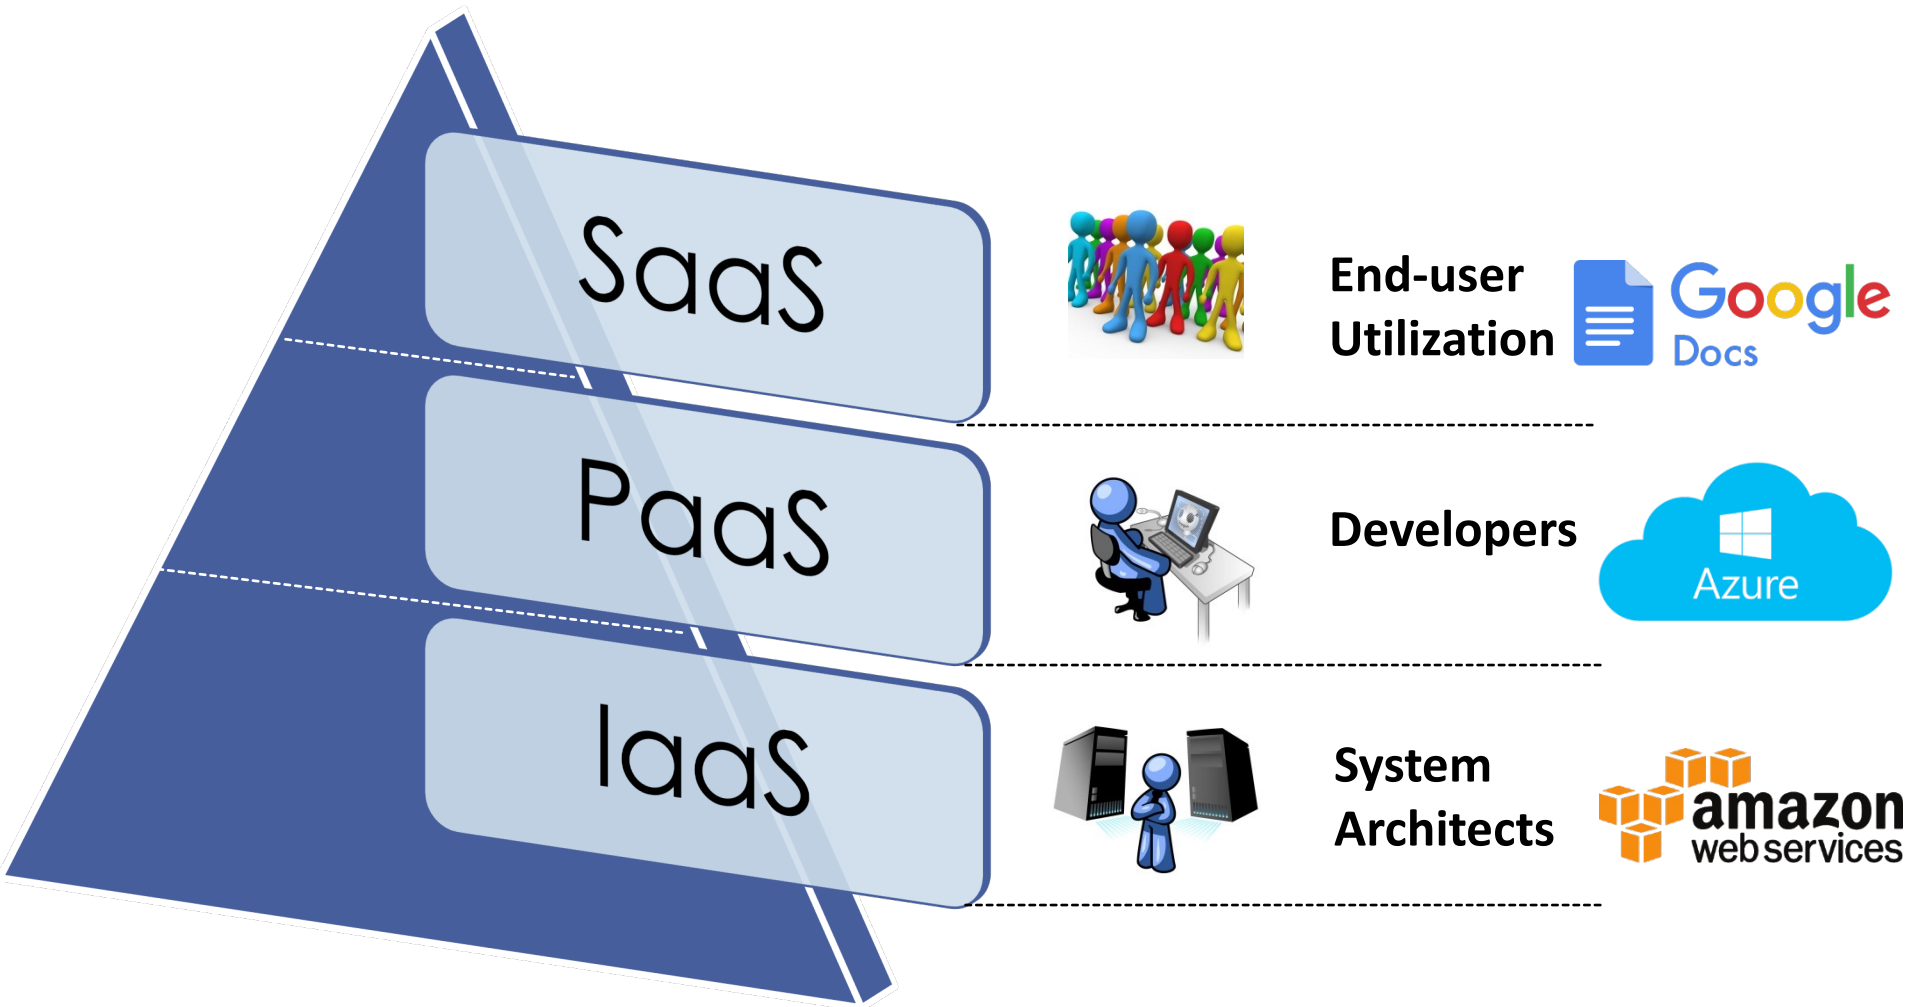 SaaS
End-user
Utilization
Google
Docs
PaaS
Developers
Azure
IaaS
System
Architects
amazon
web services